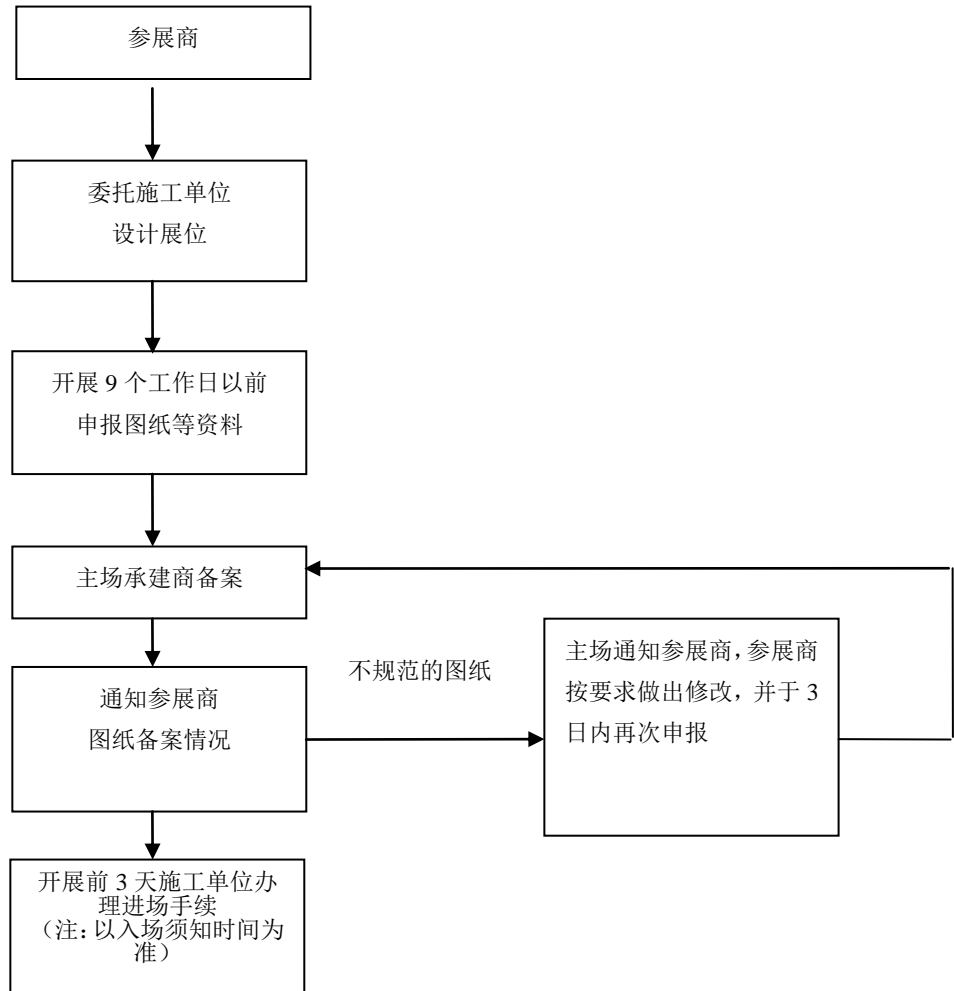 参展商
委托施工单位
设计展位
开展 9 个工作日以前
申报图纸等资料
主场承建商备案
通知参展商
图纸备案情况
不规范的图纸
主场通知参展商，参展商
按要求做出修改，并于 3
日内再次申报
开展前 3 天施工单位办
理进场手续
（注：以入场须知时间为
准）